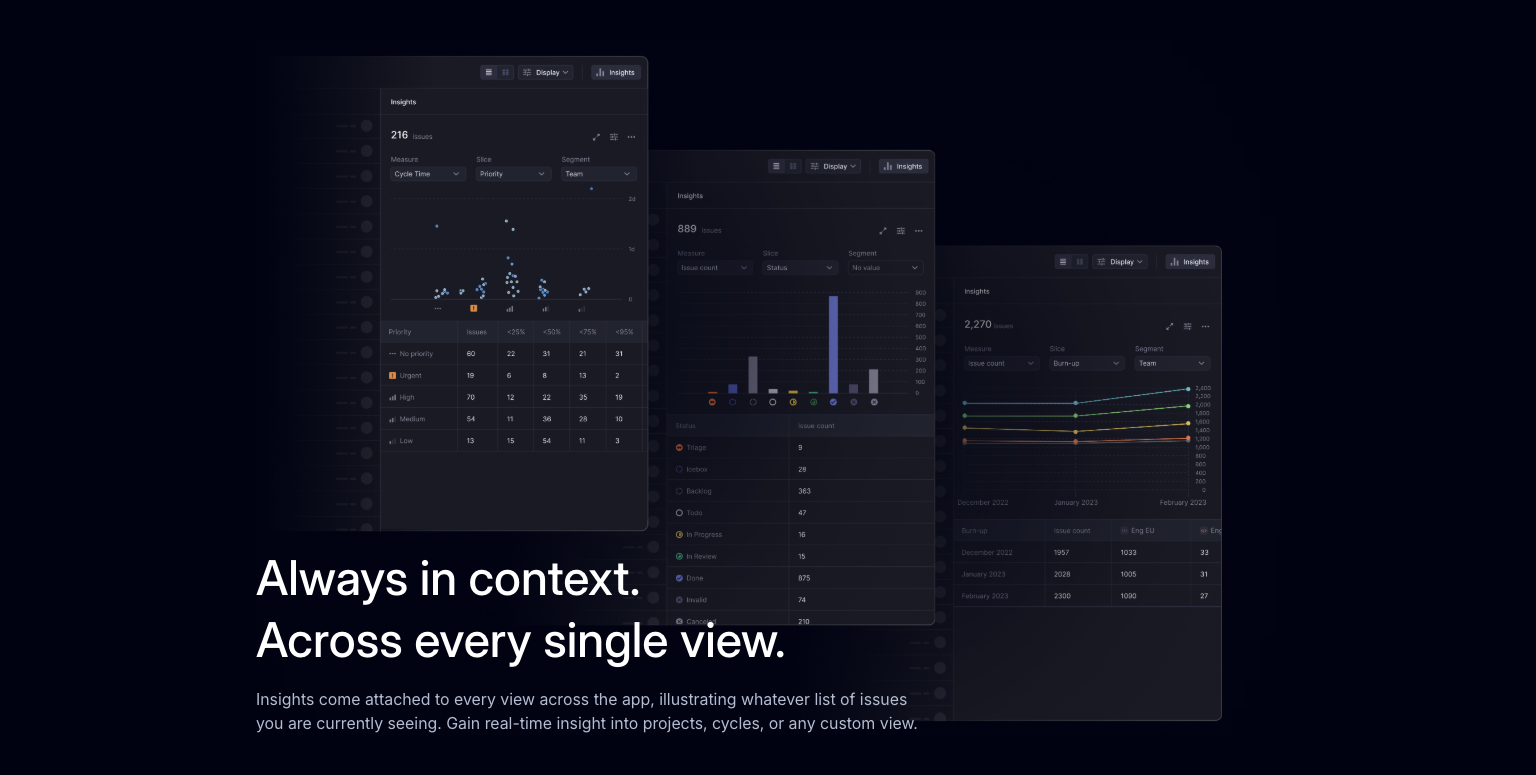 Display
Insights
Insights
216 Issues
Measure Slice Segment
Cycle Time Priority Team
2d
1d
0
Priority Issues <25% <50% <75% <95%
No priority 60 22 31 21 31
Urgent 19 6 8 13 2
High 70 12 22 35 19
Medium 54 11 36 28 10
Low 13 15 54 11 3
Display
Insights
Insights
889 Issues
Measure Slice Segment
Issue count Status No value
900
800
700
600
500
400
300
200
100
0
Status Issue count
Triage 9
Icebox 28
Backlog 363
Todo 47
In Progress 16
In Review 15
Done 875
Invalid 74
Canceled 210
Display
Insights
Insights
2,270 Issues
Measure Slice Segment
Issue count Burn-up Team
2,400
2,200
2,000
1,800
1,600
1,400
1,200
1,000
800
600
400
200
0
December 2022 January 2023 February 2023
Burn-up Issue count Eng EU Eng
December 2022 1957 1033 33
January 2023 2028 1005 31
February 2023 2300 1090 27
Always in context.
Across every single view.
Insights come attached to every view across the app, illustrating whatever list of issues
you are currently seeing. Gain real-time insight into projects, cycles, or any custom view.